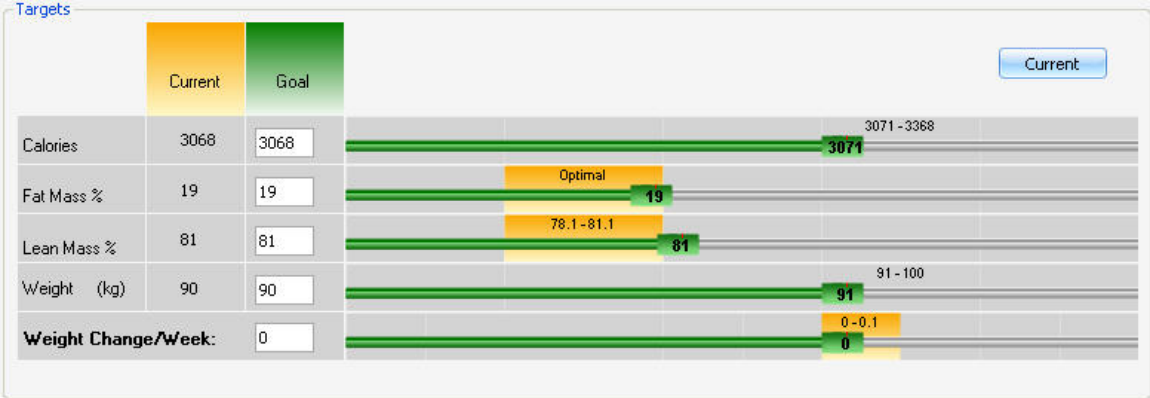 Targets
Current Goal
Current
Calories 3068 3068 3071 3071 - 3368
Fat Mass % 19 19 19 Optimal
Lean Mass % 81 81 81 78.1 - 81.1
Weight (kg) 90 90 91 91 - 100
Weight Change/Week: 0 0 0 - 0.1